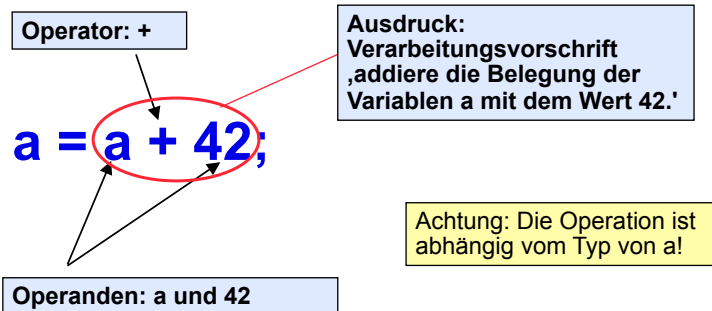 Operator: +
Ausdruck:
Verarbeitungsvorschrift
‚addiere die Belegung der
Variablen a mit dem Wert 42.'
a = a + 42;
Achtung: Die Operation ist
abhängig vom Typ von a!
Operanden: a und 42